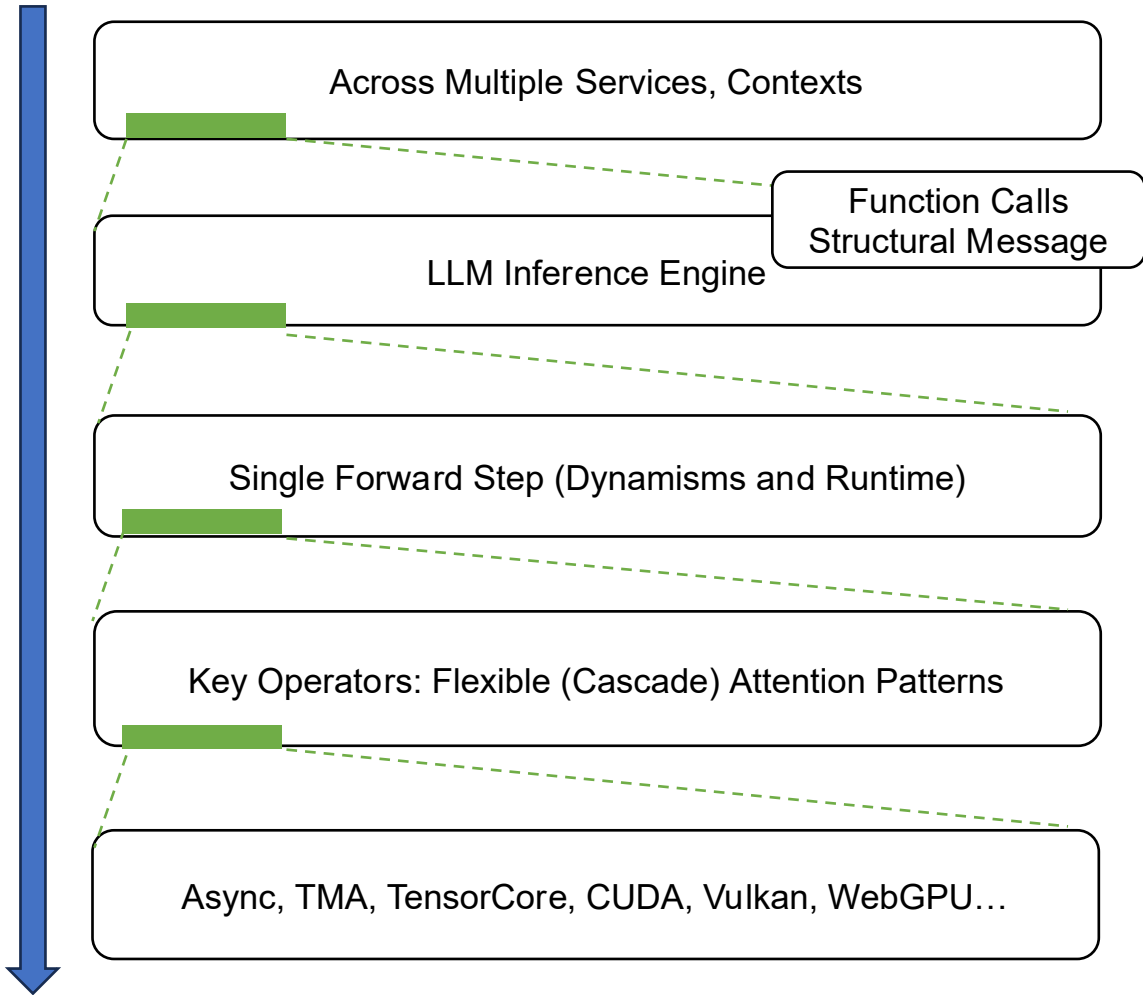 Across Multiple Services, Contexts
Function Calls
Structural Message
LLM Inference Engine
Single Forward Step (Dynamisms and Runtime)
Key Operators: Flexible (Cascade) Attention Patterns
Async, TMA, TensorCore, CUDA, Vulkan, WebGPU…